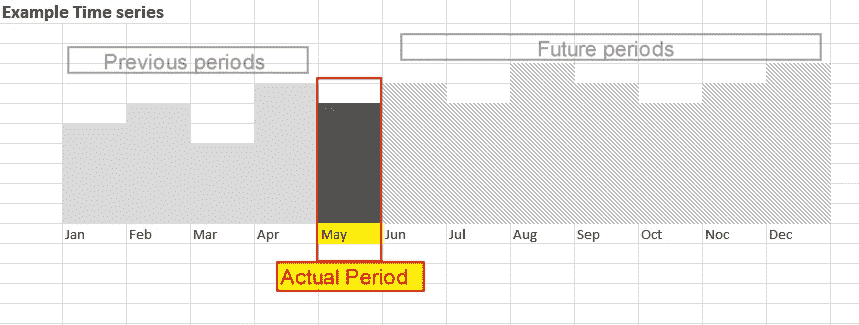 Example Time series
Previous periods
Future periods
Jan Feb Mar Apr May Jun Jul Aug Sep Oct Noc Dec
Actual Period